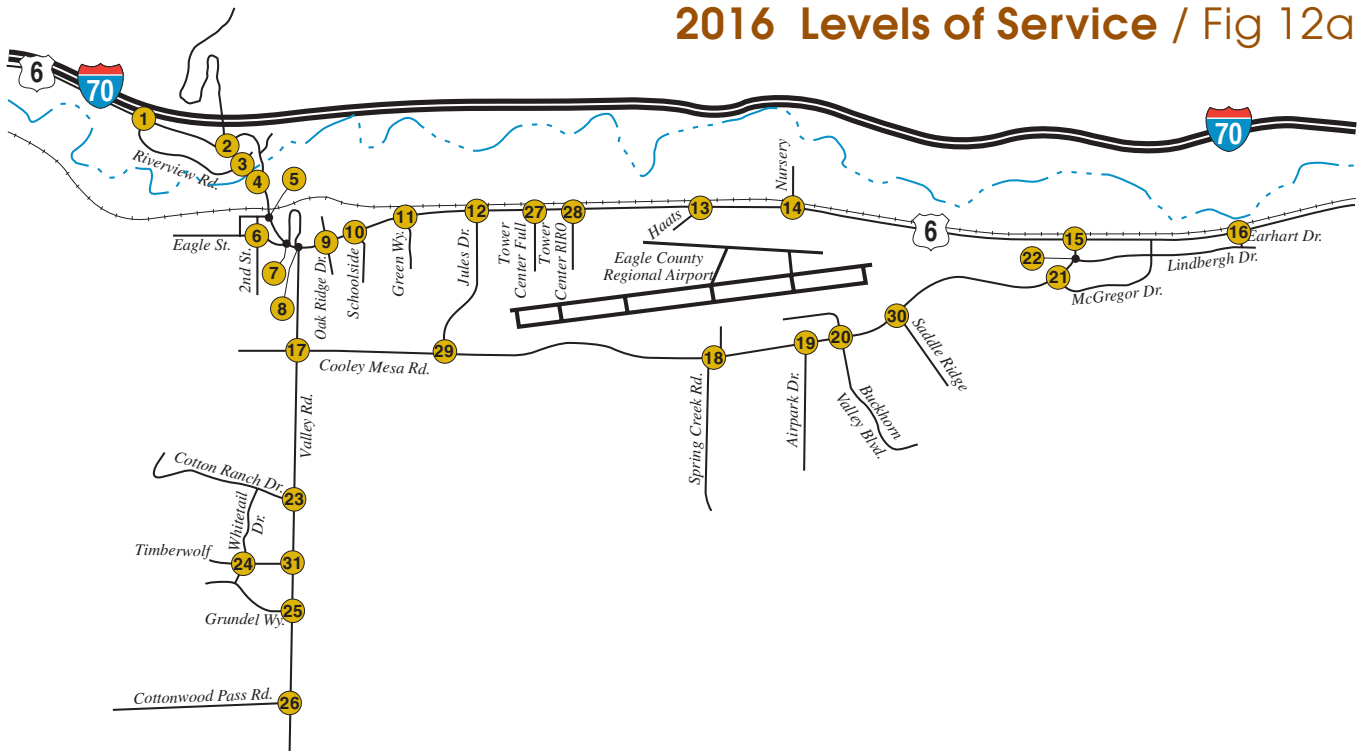 2016 Levels of Service / Fig 12a
6
70
70
1
2
3
4
5
Riverview Rd.
Nursery
6
Eagle St.
2nd St.
7
8
9
Oak Ridge Dr.
10
Schoolside
11
Green Wy.
12
Jules Dr.
27
Tower
Center Full
28
Tower
Center RIRO
13
Haats
14
6
15
16
Earhart Dr.
Lindbergh Dr.
22
21
McGregor Dr.
Eagle County
Regional Airport
17
Cooley Mesa Rd.
29
18
Spring Creek Rd.
19
Airpark Dr.
20
Buckhorn
Valley Blvd.
30
Saddle Ridge
Valley Rd.
Cotton Ranch Dr.
23
Whitetail
Dr.
Timberwolf
24
31
25
Grundel Wy.
Cottonwood Pass Rd.
26